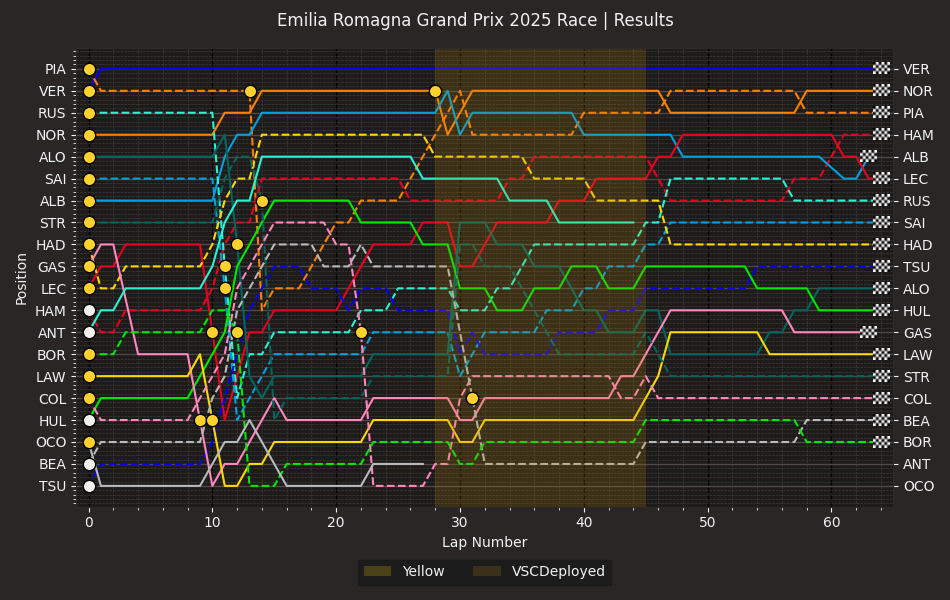 Emilia Romagna Grand Prix 2025 Race | Results
PIA VER
VER NOR
RUS PIA
NOR HAM
ALO ALB
SAI LEC
ALB RUS
STR SAI
HAD HAD
GAS TSU
LEC ALO
HAM HUL
ANT GAS
BOR LAW
LAW STR
COL COL
HUL BEA
OCO BOR
BEA ANT
TSU OCO
Position
0 10 20 30 40 50 60
Lap Number
Yellow VSCDeployed